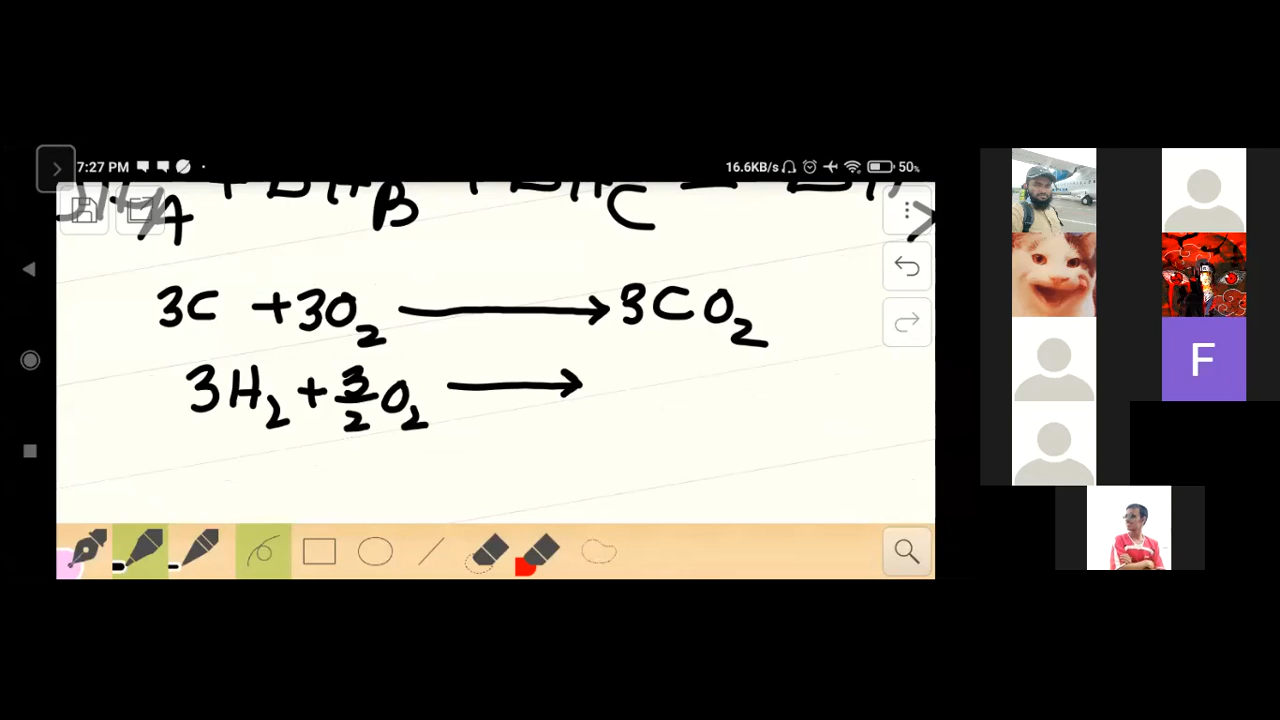 7:27 PM
16.6KB/s 50%
A B C
3C + 3O₂ ⟶ 3CO₂
3H₂ + 3/2 O₂ ⟶
F